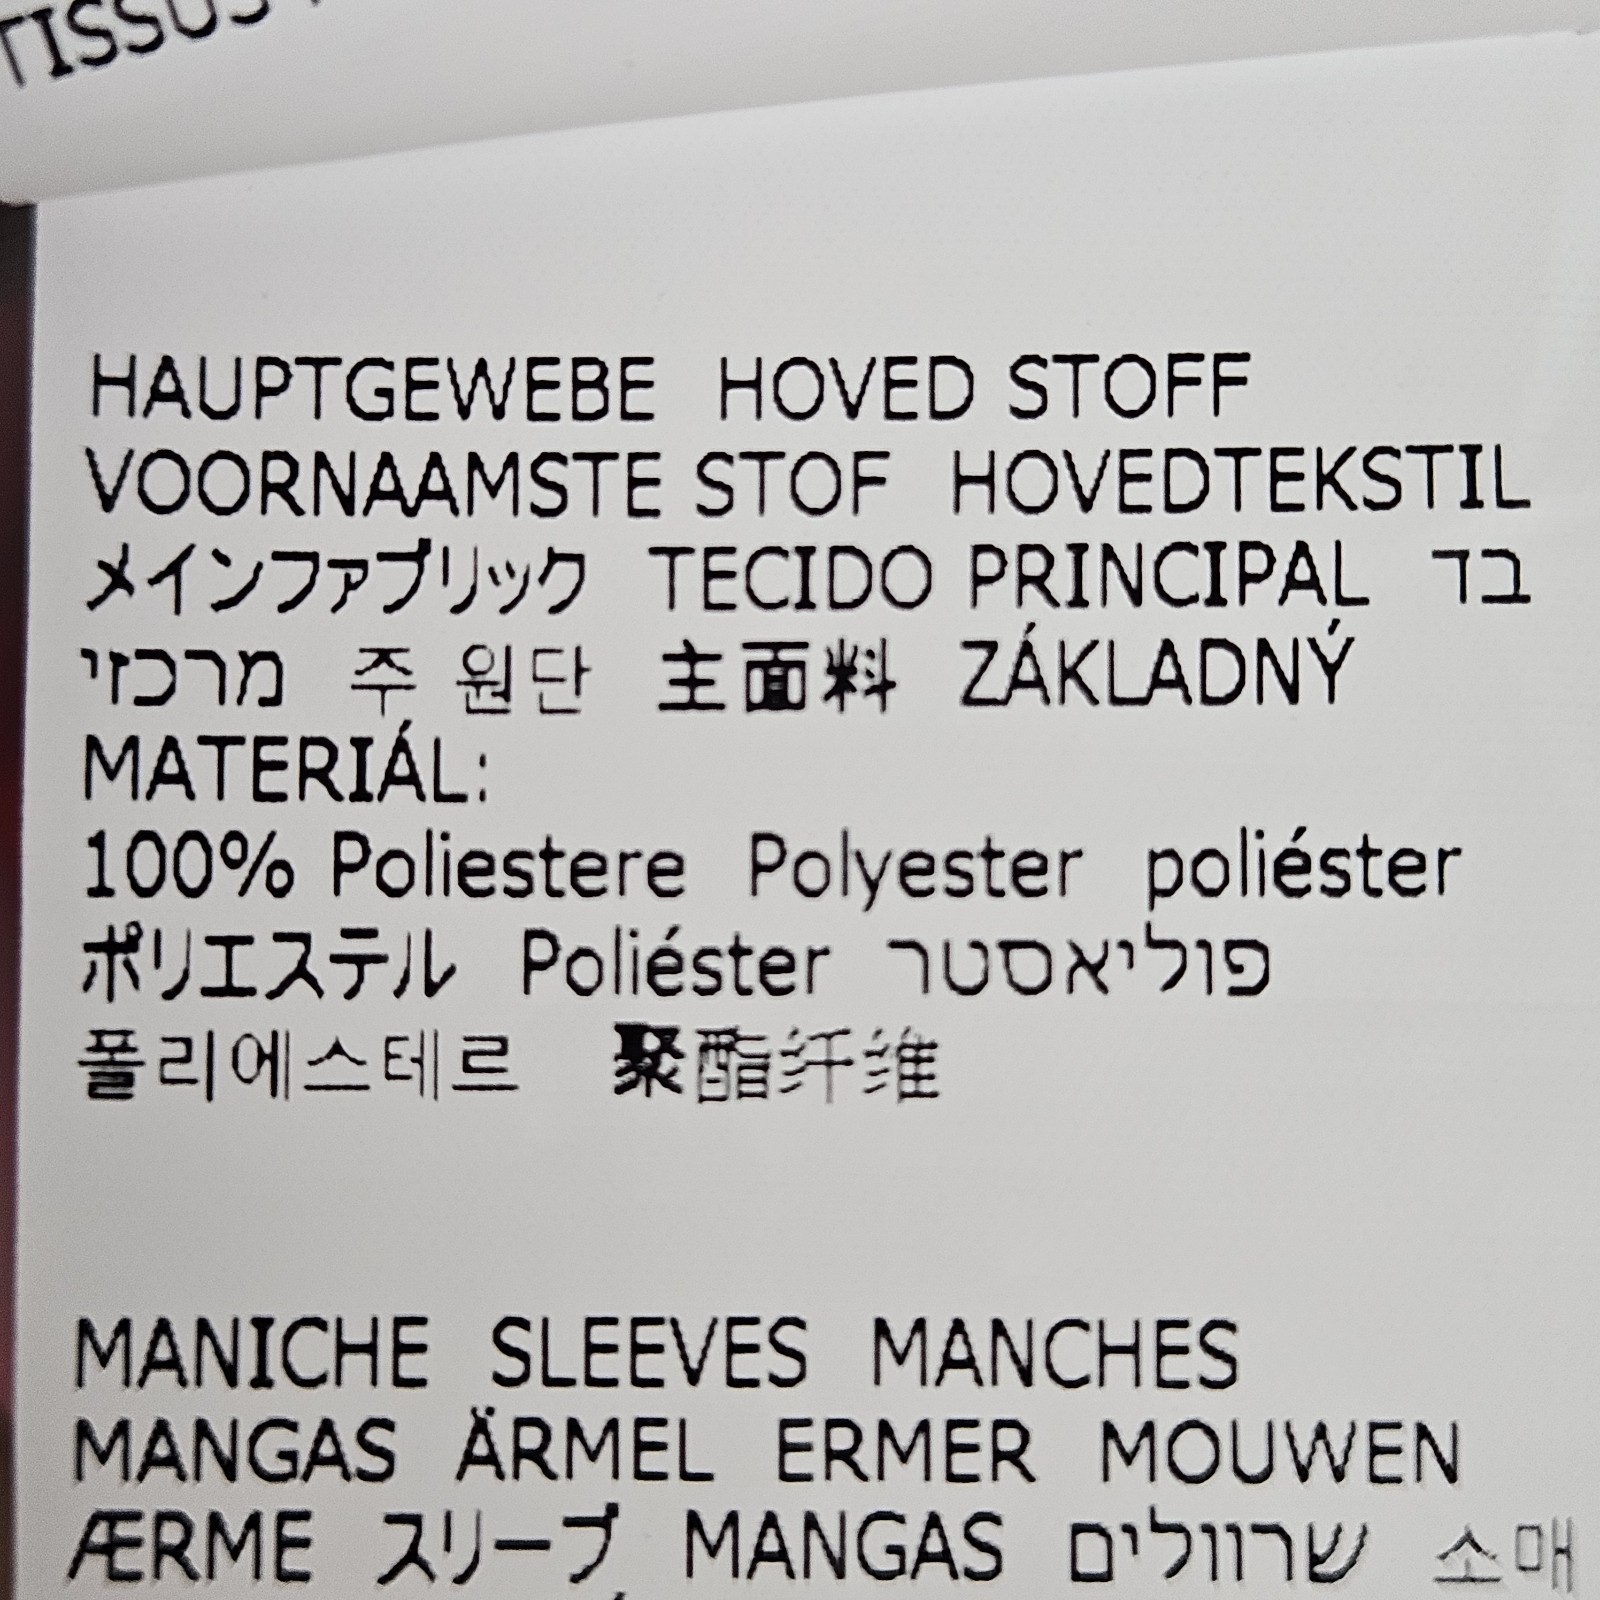 TISSUS
HAUPTGEWEBE HOVED STOFF
VOORNAAMSTE STOF HOVEDTEKSTIL
メインファブリック TECIDO PRINCIPAL בד
מרכזי 주 원단 主面料 ZÁKLADNÝ
MATERIÁL:
100% Poliestere Polyester poliéster
ポリエステル Poliéster פוליאסטר
폴리에스테르 聚酯纤维
MANICHE SLEEVES MANCHES
MANGAS ÄRMEL ERMER MOUWEN
ÆRME スリーブ MANGAS שרוולים 소매